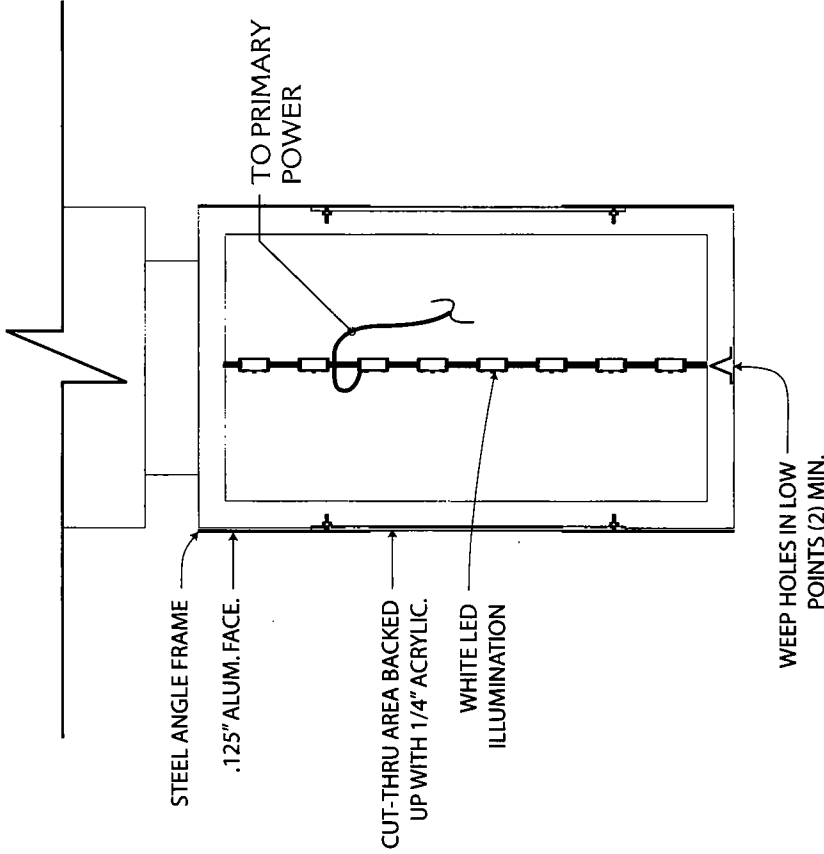 TO PRIMARY
POWER
STEEL ANGLE FRAME
.125" ALUM. FACE.
CUT-THRU AREA BACKED
UP WITH 1/4" ACRYLIC.
WHITE LED
ILLUMINATION
WEEP HOLES IN LOW
POINTS (2) MIN.